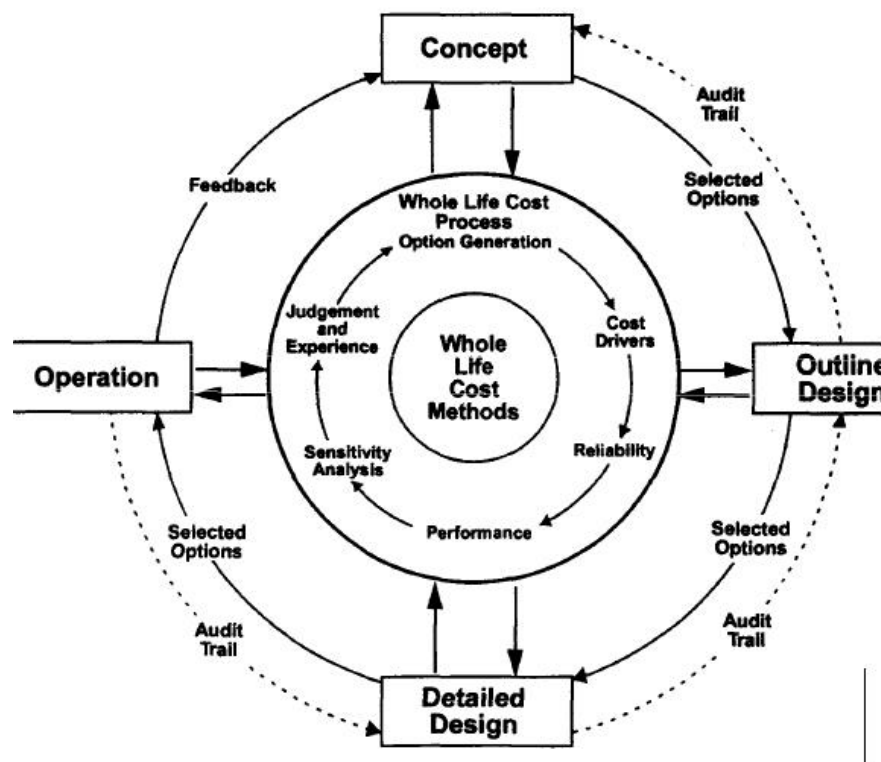 Concept
Audit
Trail
Feedback
Selected
Options
Whole Life Cost
Process
Option Generation
Judgement
and
Experience
Cost
Drivers
Whole
Life
Cost
Methods
Operation
Outline
Design
Sensitivity
Analysis
Reliability
Performance
Selected
Options
Selected
Options
Audit
Trail
Audit
Trail
Detailed
Design